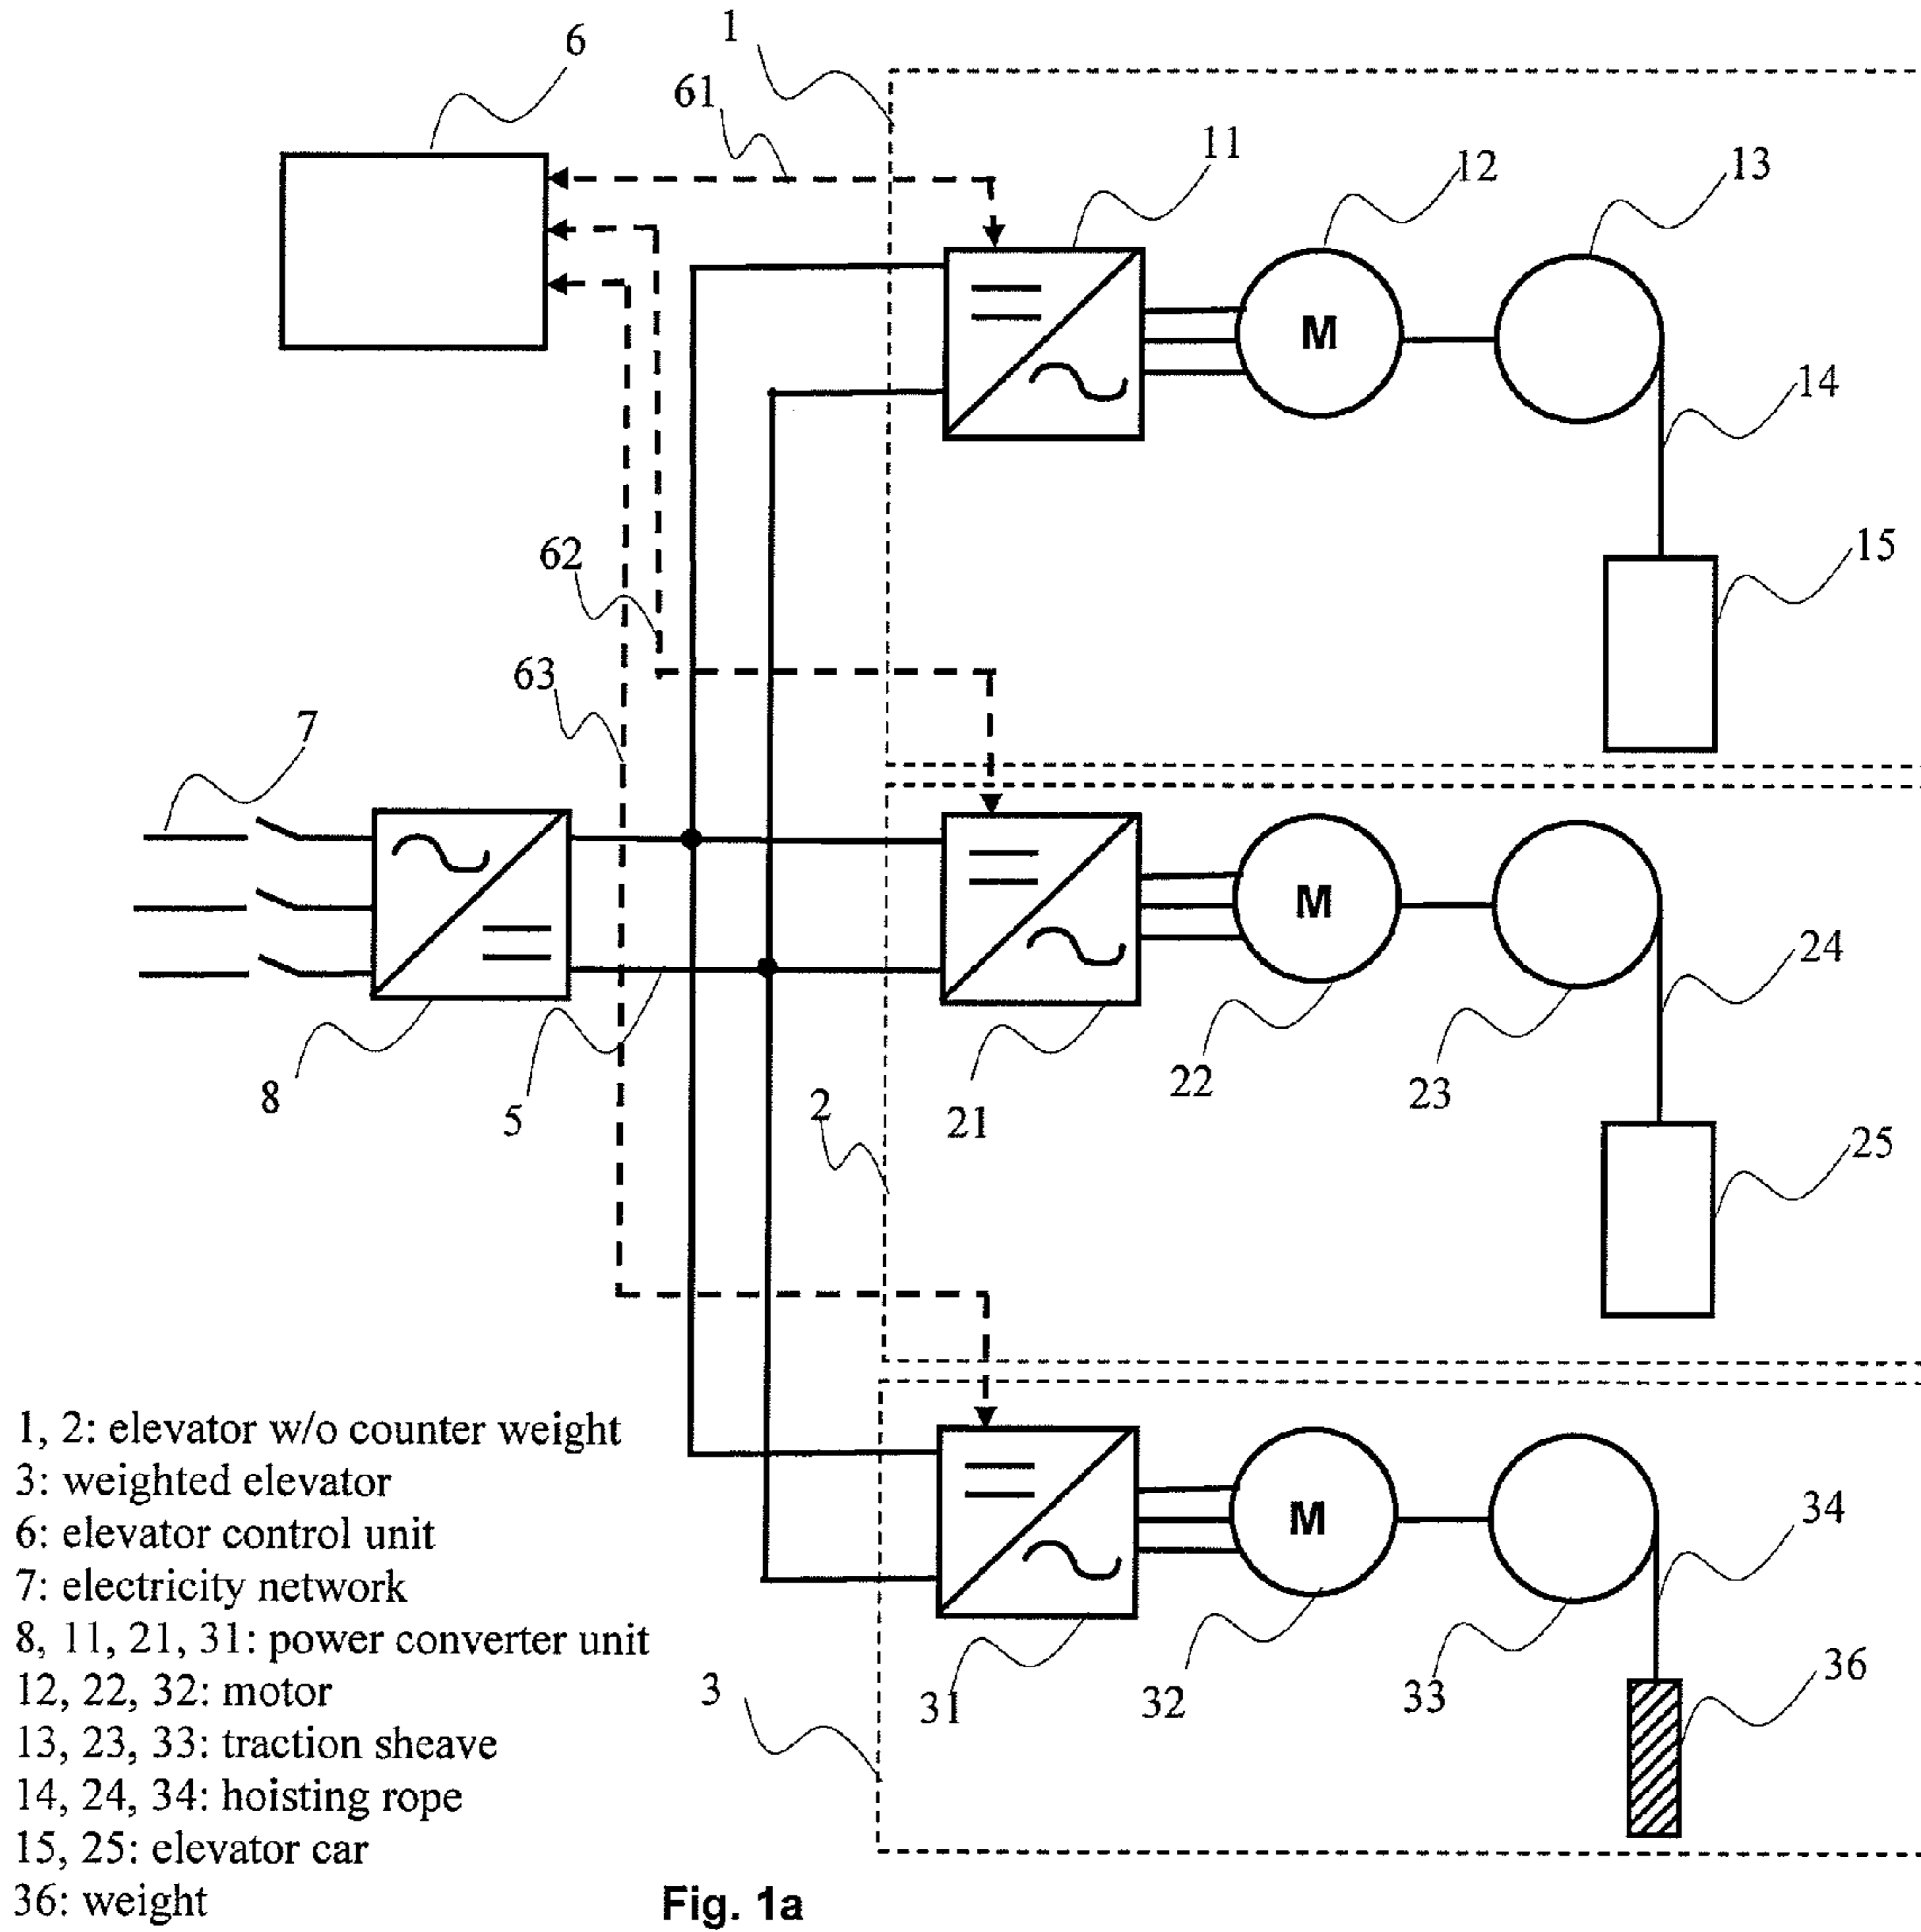 6
1
61
11
12
13
14
15
M
62
63
7
M
24
8
5
2
21
22
23
25
M
34
3
31
32
33
36
1, 2: elevator w/o counter weight
3: weighted elevator
6: elevator control unit
7: electricity network
8, 11, 21, 31: power converter unit
12, 22, 32: motor
13, 23, 33: traction sheave
14, 24, 34: hoisting rope
15, 25: elevator car
36: weight
Fig. 1a